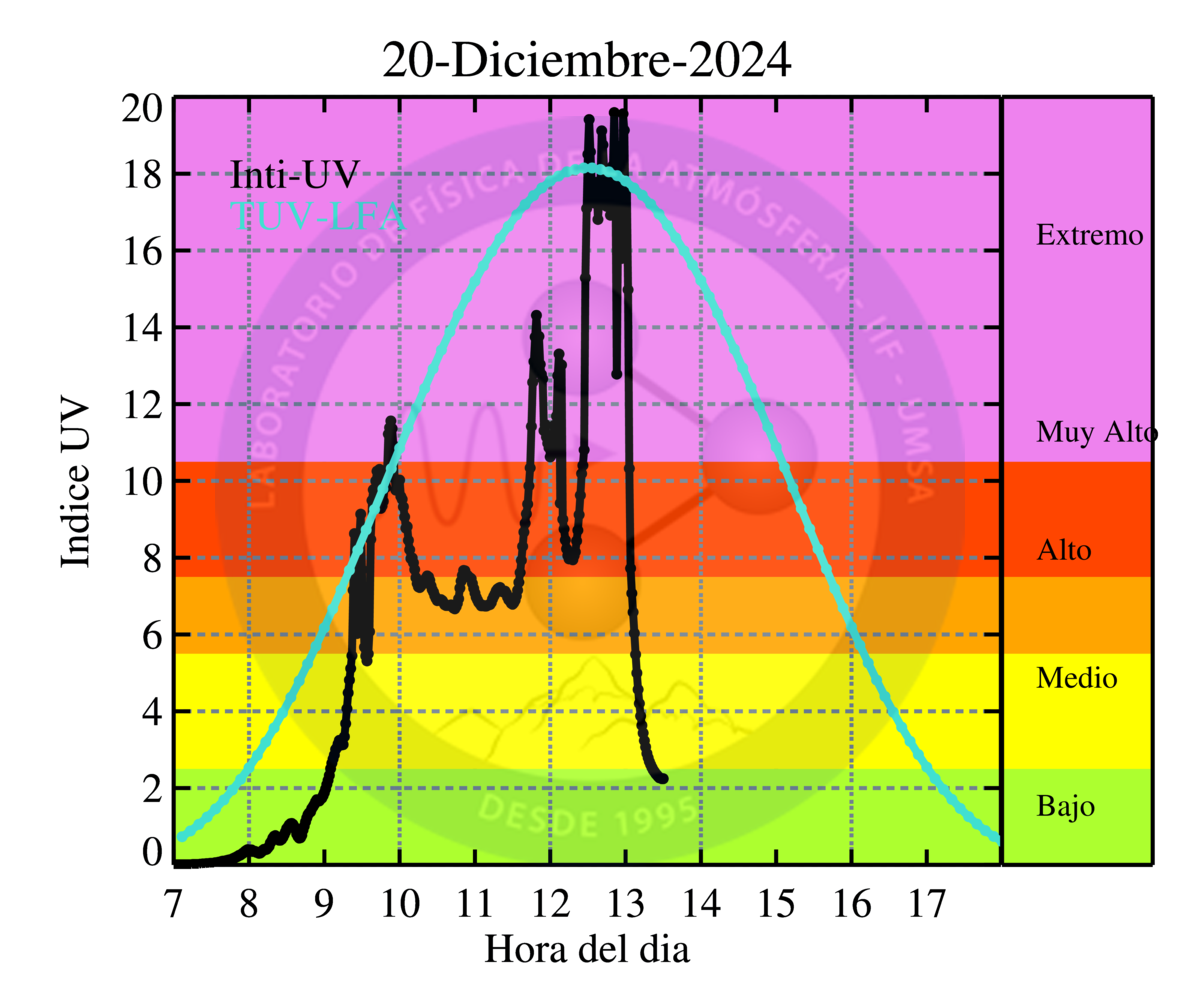 20-Diciembre-2024
20
18
16
14
12
10
8
6
4
2
0
Indice UV
Inti-UV
TUV-LFA
LABORATORIO DE FÍSICA DE LA ATMÓSFERA - IIF - UMSA
DESDE 1995
Extremo
Muy Alto
Alto
Medio
Bajo
7 8 9 10 11 12 13 14 15 16 17
Hora del dia